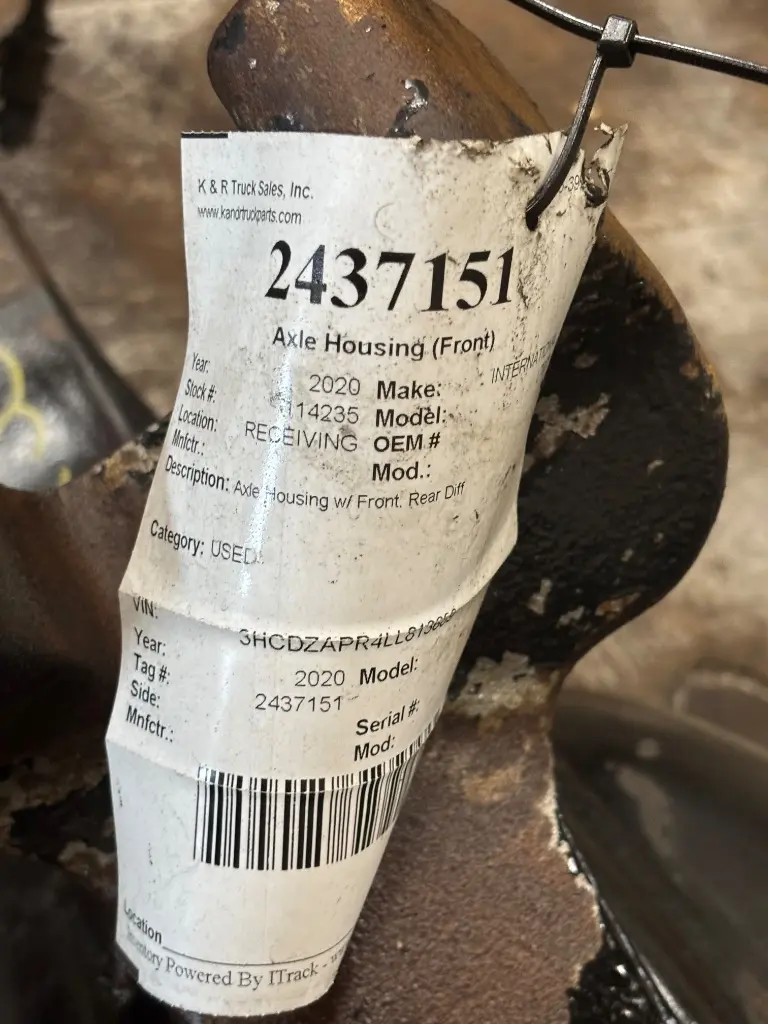 K & R Truck Sales, Inc.
www.kandrtruckparts.com
2437151
Axle Housing (Front)
Year: 2020 Make:
Stock #: 114235 Model:
Location: RECEIVING OEM #
Mnfctr.: Mod.:
Description: Axle Housing w/ Front, Rear Diff
Category: USED
VIN:
Year: 2020 Model:
Tag #: 2437151
Side: Serial #:
Mnfctr.: Mod:
Location
Powered By ITrack -